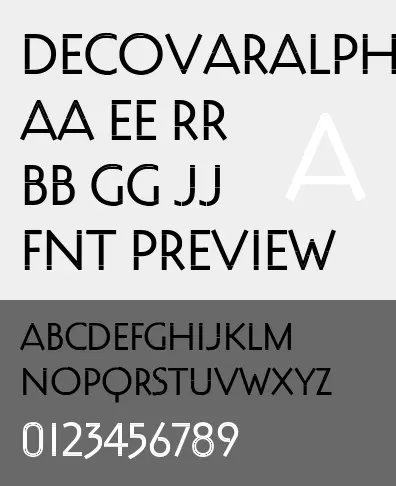 DECOVARALPH
AA EE RR
A
BB GG JJ
FNT PREVIEW
ABCDEFGHIJKLM
NOPQRSTUVWXYZ
0123456789